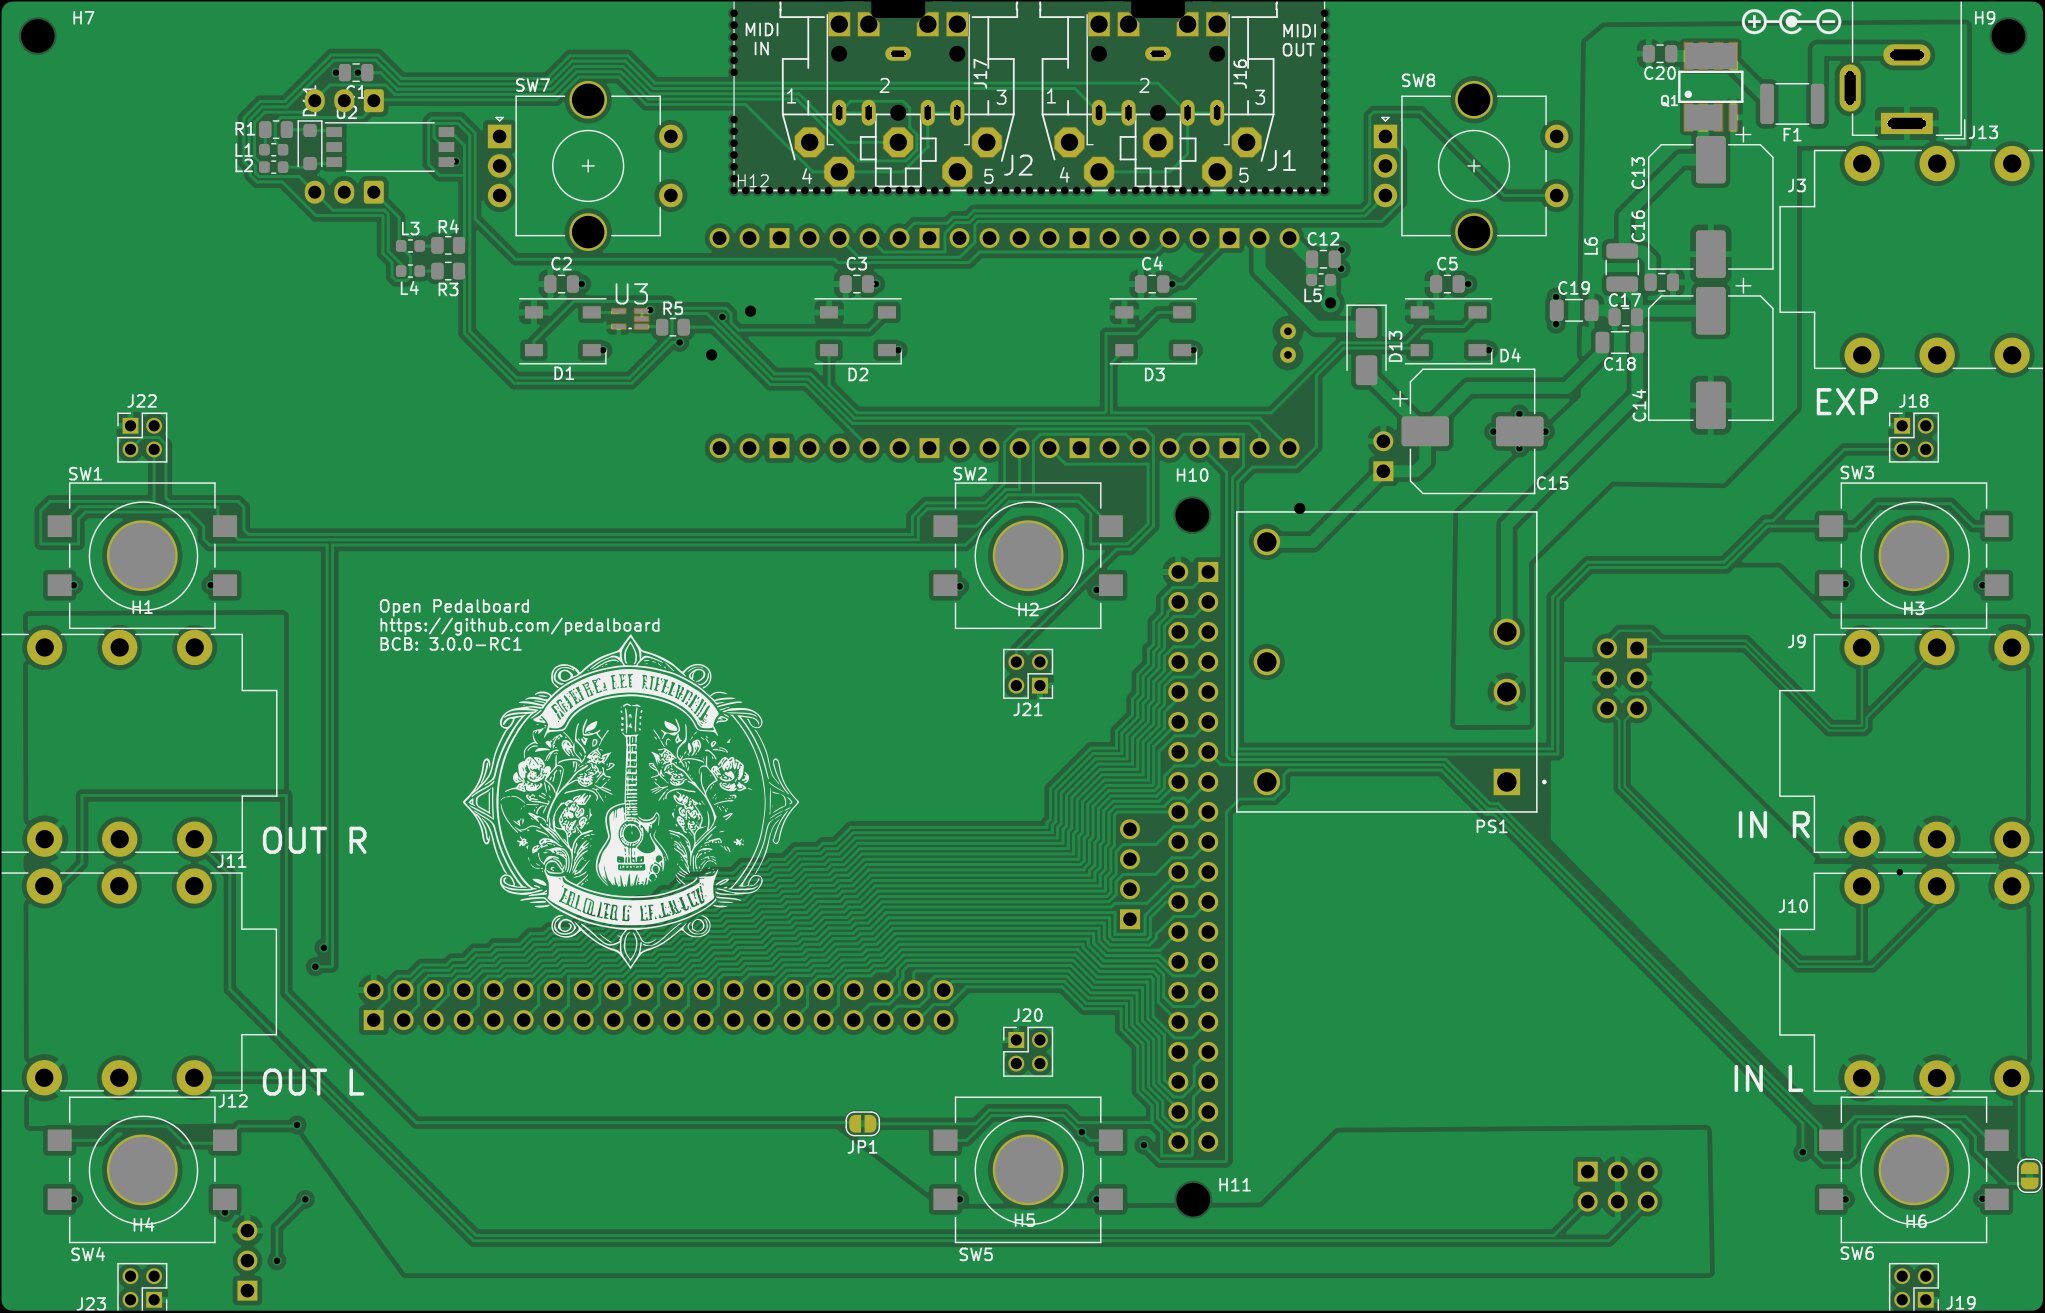 H7
MIDI
IN
J17
MIDI
OUT
J16
H9
C20
Q1
F1
J13
C1
U2
R1
L1
L2
SW7
1
2
3
4
5
J2
H12
1
2
3
4
5
J1
SW8
C13
J3
C16
L3
R4
L4
R3
C2
U3
R5
D1
C3
D2
C4
D3
C12
L5
C5
D13
D4
L6
C19
C17
C18
C14
EXP
J22
J18
SW1
SW2
H10
C15
SW3
H1
H2
H3
Open Pedalboard
https://github.com/pedalboard
BCB: 3.0.0-RC1
J9
J21
OUT R
J11
PS1
IN R
J10
J20
OUT L
J12
IN L
JP1
H11
H4
H5
H6
SW4
SW5
SW6
J23
J19